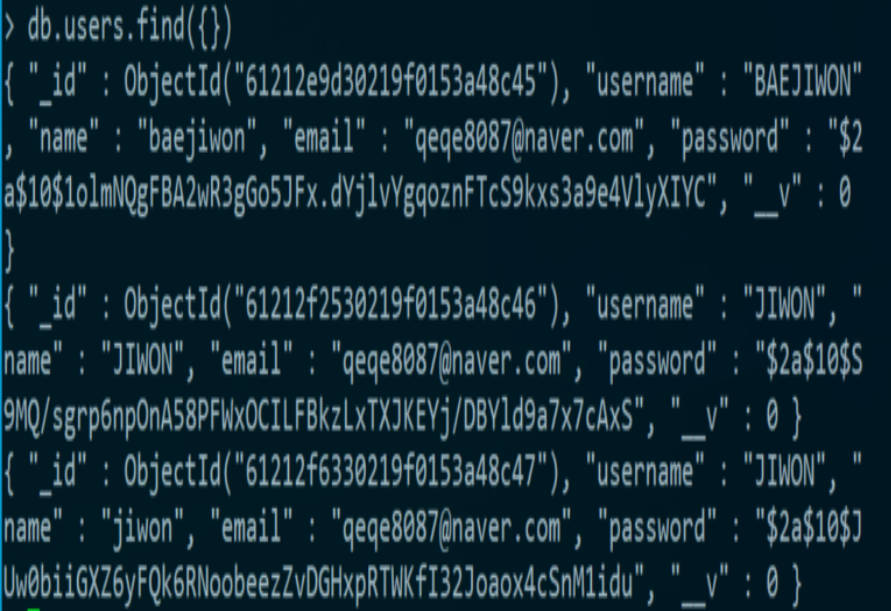 > db.users.find({})
{ "_id" : ObjectId("61212e9d30219f0153a48c45"), "username" : "BAEJIWON"
, "name" : "baejiwon", "email" : "qeqe8087@naver.com", "password" : "$2
a$10$1olmNQgFBA2wR3gGo5JFx.dYjlvYgqoznFTcS9kxs3a9e4VlyXIYC", "__v" : 0
}
{ "_id" : ObjectId("61212f2530219f0153a48c46"), "username" : "JIWON", "
name" : "JIWON", "email" : "qeqe8087@naver.com", "password" : "$2a$10$S
9MQ/sgrp6npOnA58PFWxOCILFBkzLxTXJKEYj/DBYld9a7x7cAxS", "__v" : 0 }
{ "_id" : ObjectId("61212f6330219f0153a48c47"), "username" : "JIWON", "
name" : "jiwon", "email" : "qeqe8087@naver.com", "password" : "$2a$10$J
Uw0biiGXZ6yFQk6RNoobeezZvDGHxpRTWKfI32Joaox4cSnM1idu", "__v" : 0 }